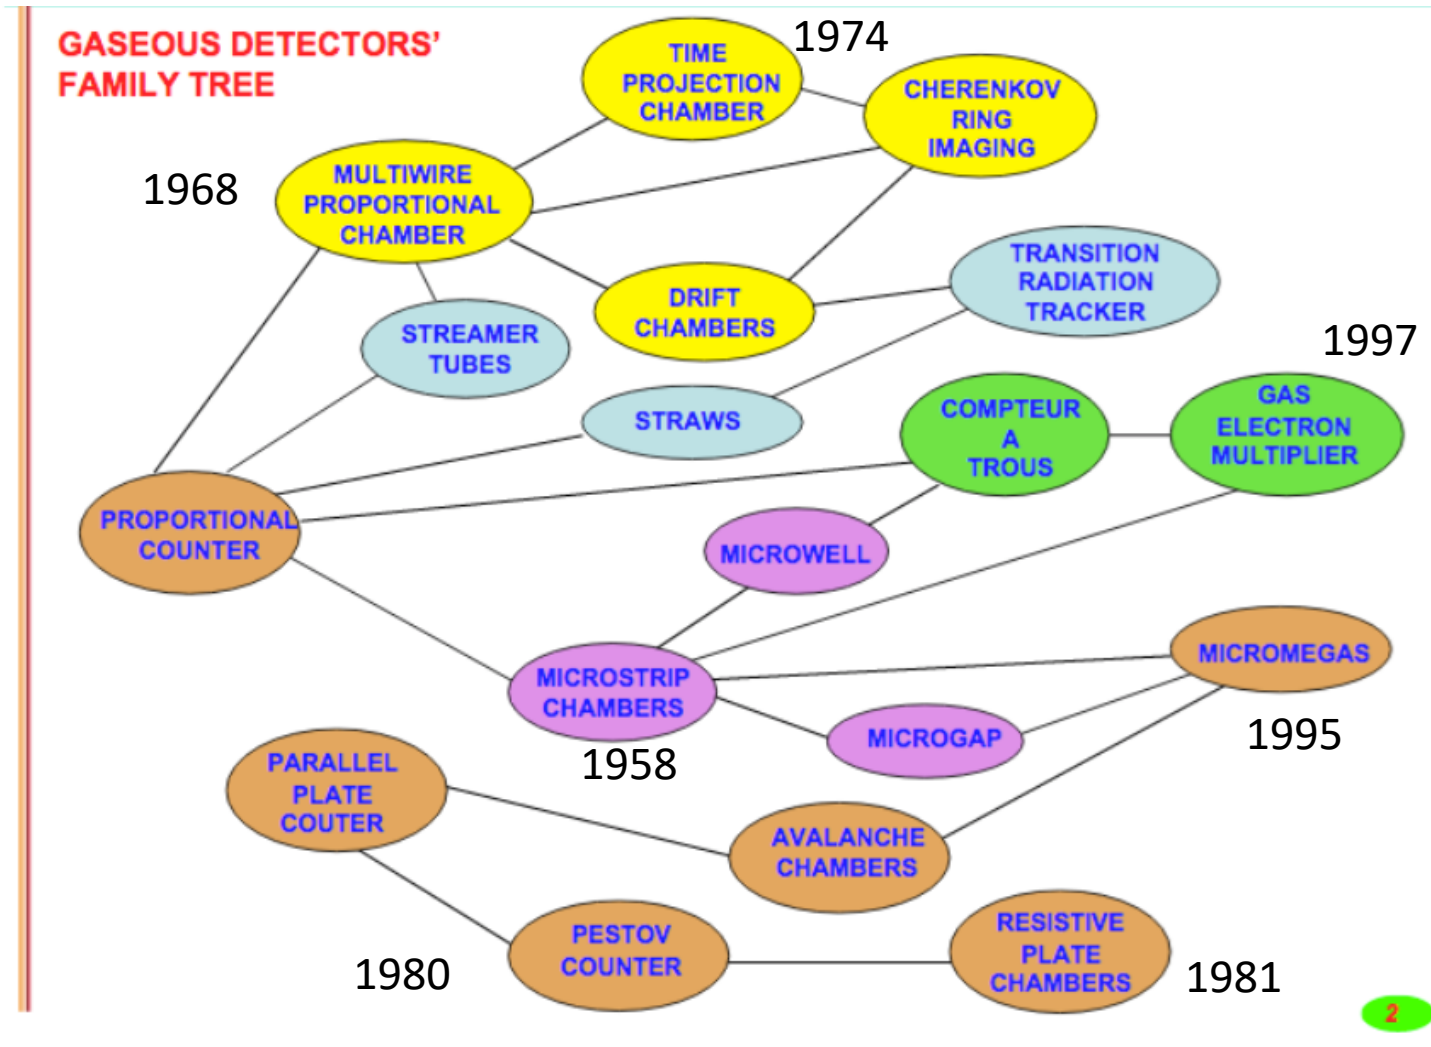 GASEOUS DETECTORS'
FAMILY TREE
TIME
PROJECTION
CHAMBER
1974
CHERENKOV
RING
IMAGING
1968
MULTIWIRE
PROPORTIONAL
CHAMBER
TRANSITION
RADIATION
TRACKER
DRIFT
CHAMBERS
STREAMER
TUBES
1997
STRAWS
COMPTEUR
A
TROUS
GAS
ELECTRON
MULTIPLIER
PROPORTIONAL
COUNTER
MICROWELL
MICROSTRIP
CHAMBERS
1958
MICROMEGAS
1995
MICROGAP
PARALLEL
PLATE
COUTER
AVALANCHE
CHAMBERS
PESTOV
COUNTER
1980
RESISTIVE
PLATE
CHAMBERS
1981
2